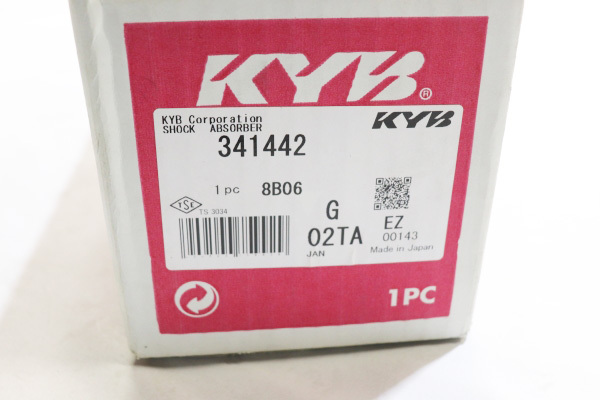 KYB®
KYB Corporation
KYB
SHOCK ABSORBER
341442
1 pc 8B06
TSE
TS 3034
G
02TA
JAN
EZ
00143
Made in Japan
1PC